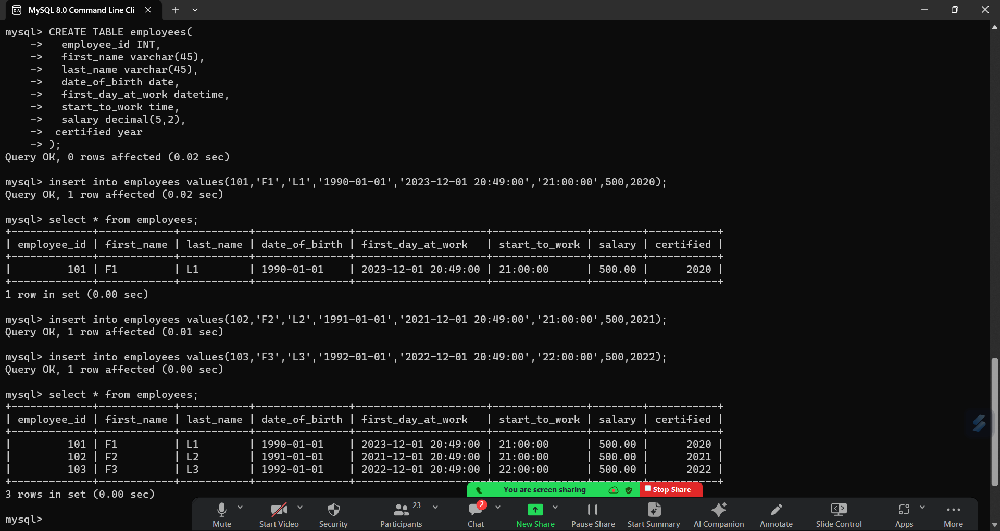 MySQL 8.0 Command Line Cli
mysql> CREATE TABLE employees(
    ->   employee_id INT,
    ->   first_name varchar(45),
    ->   last_name varchar(45),
    ->   date_of_birth date,
    ->   first_day_at_work datetime,
    ->   start_to_work time,
    ->   salary decimal(5,2),
    ->  certified year
    -> );
Query OK, 0 rows affected (0.02 sec)
mysql> insert into employees values(101,'F1','L1','1990-01-01','2023-12-01 20:49:00','21:00:00',500,2020);
Query OK, 1 row affected (0.02 sec)
mysql> select * from employees;
+-------------+------------+-----------+---------------+---------------------+---------------+--------+-----------+
| employee_id | first_name | last_name | date_of_birth | first_day_at_work   | start_to_work | salary | certified |
+-------------+------------+-----------+---------------+---------------------+---------------+--------+-----------+
|         101 | F1         | L1        | 1990-01-01    | 2023-12-01 20:49:00 | 21:00:00      | 500.00 |      2020 |
+-------------+------------+-----------+---------------+---------------------+---------------+--------+-----------+
1 row in set (0.00 sec)
mysql> insert into employees values(102,'F2','L2','1991-01-01','2021-12-01 20:49:00','21:00:00',500,2021);
Query OK, 1 row affected (0.01 sec)
mysql> insert into employees values(103,'F3','L3','1992-01-01','2022-12-01 20:49:00','22:00:00',500,2022);
Query OK, 1 row affected (0.00 sec)
mysql> select * from employees;
+-------------+------------+-----------+---------------+---------------------+---------------+--------+-----------+
| employee_id | first_name | last_name | date_of_birth | first_day_at_work   | start_to_work | salary | certified |
+-------------+------------+-----------+---------------+---------------------+---------------+--------+-----------+
|         101 | F1         | L1        | 1990-01-01    | 2023-12-01 20:49:00 | 21:00:00      | 500.00 |      2020 |
|         102 | F2         | L2        | 1991-01-01    | 2021-12-01 20:49:00 | 21:00:00      | 500.00 |      2021 |
|         103 | F3         | L3        | 1992-01-01    | 2022-12-01 20:49:00 | 22:00:00      | 500.00 |      2022 |
+-------------+------------+-----------+---------------+---------------------+---------------+--------+-----------+
3 rows in set (0.00 sec)
You are screen sharing Stop Share
mysql>
23 2
Mute Start Video Security Participants Chat New Share Pause Share Start Summary AI Companion Annotate Slide Control Apps More